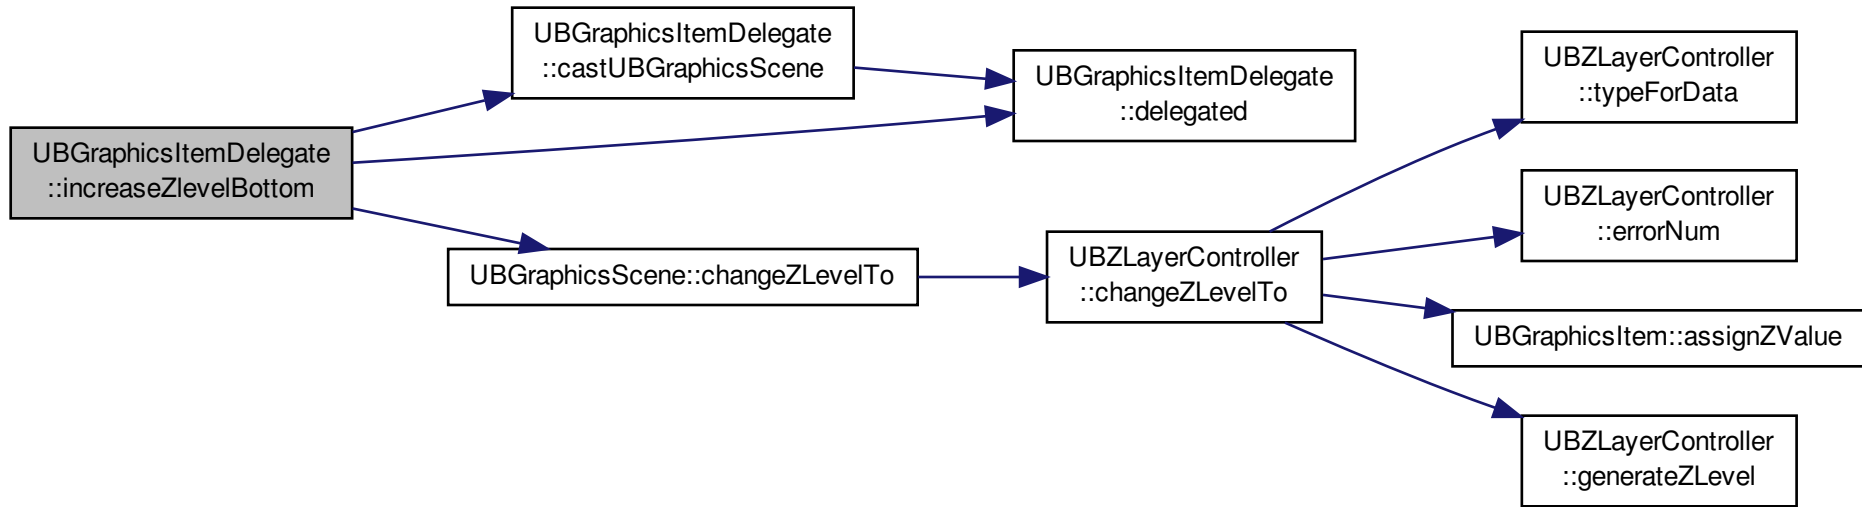 UBGraphicsItemDelegate
::increaseZlevelBottom
UBGraphicsItemDelegate
::castUBGraphicsScene
UBGraphicsItemDelegate
::delegated
UBGraphicsScene::changeZLevelTo
UBZLayerController
::changeZLevelTo
UBZLayerController
::typeForData
UBZLayerController
::errorNum
UBGraphicsItem::assignZValue
UBZLayerController
::generateZLevel